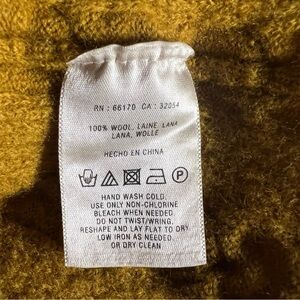 RN : 66170 CA : 32054
100% WOOL, LAINE, LANA
LANA, WOLLE
HECHO EN CHINA
P
HAND WASH COLD.
USE ONLY NON-CHLORINE
BLEACH WHEN NEEDED.
DO NOT TWIST/WRING.
RESHAPE AND LAY FLAT TO DRY
LOW IRON AS NEEDED.
OR DRY CLEAN